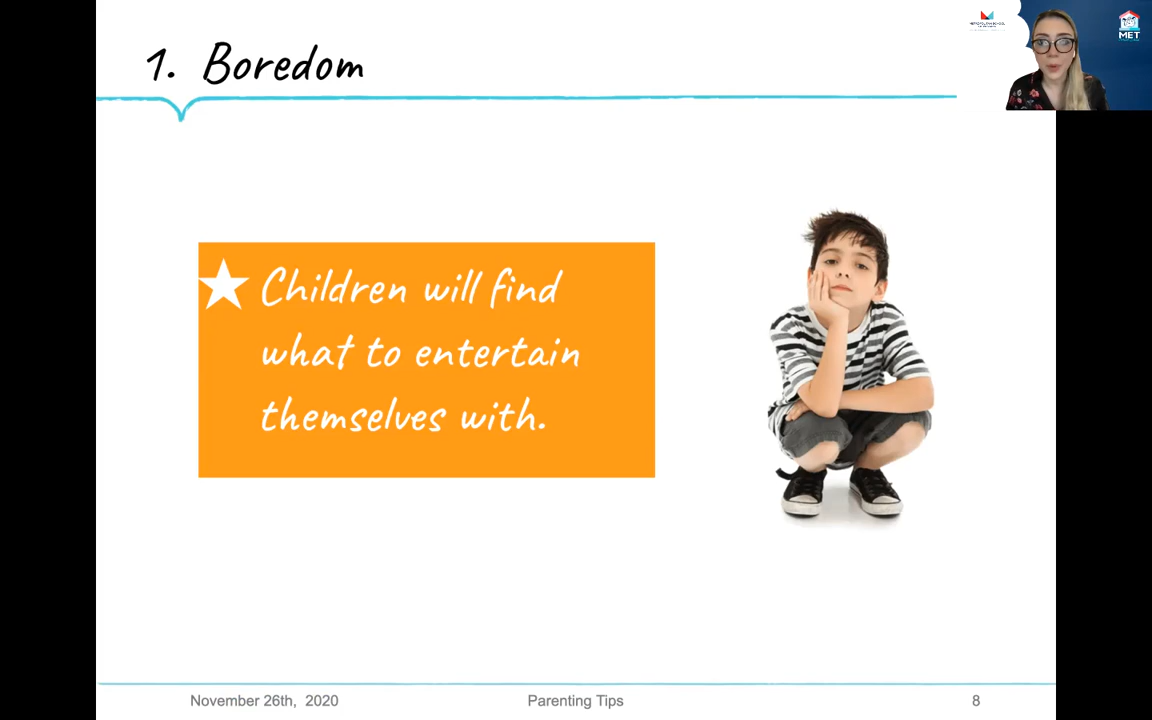 1. Boredom
MET
Children will find
what to entertain
themselves with.
November 26th, 2020
Parenting Tips
8